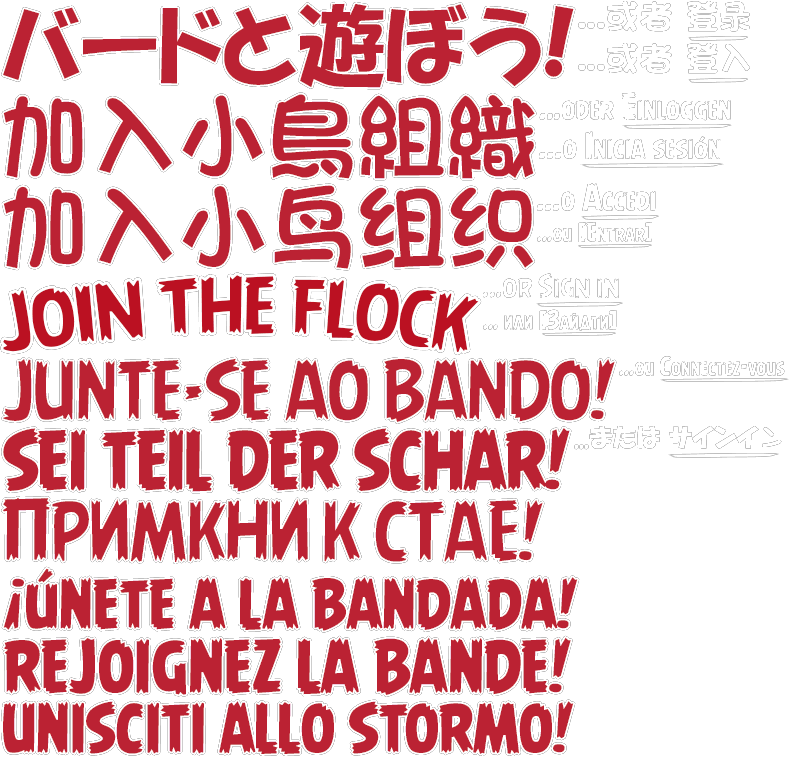 バードと遊ぼう!
...或者 登录
...或者 登入
加入小鳥組織
...ODER EINLOGGEN
...O INICIA SESIÓN
加入小鸟组织
...O ACCEDI
...OU [ENTRAR]
JOIN THE FLOCK
...OR SIGN IN
... ИЛИ [ЗАЙДТИ]
JUNTE-SE AO BANDO!
...OU CONNECTEZ-VOUS
SEI TEIL DER SCHAR!
...または サインイン
ПРИМКНИ К СТАЕ!
¡ÚNETE A LA BANDADA!
REJOIGNEZ LA BANDE!
UNISCITI ALLO STORMO!